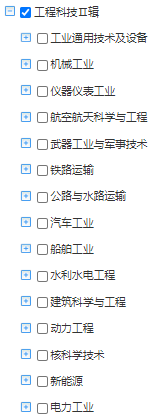 工程科技Ⅱ辑
工业通用技术及设备
机械工业
仪器仪表工业
航空航天科学与工程
武器工业与军事技术
铁路运输
公路与水路运输
汽车工业
船舶工业
水利水电工程
建筑科学与工程
动力工程
核科学技术
新能源
电力工业